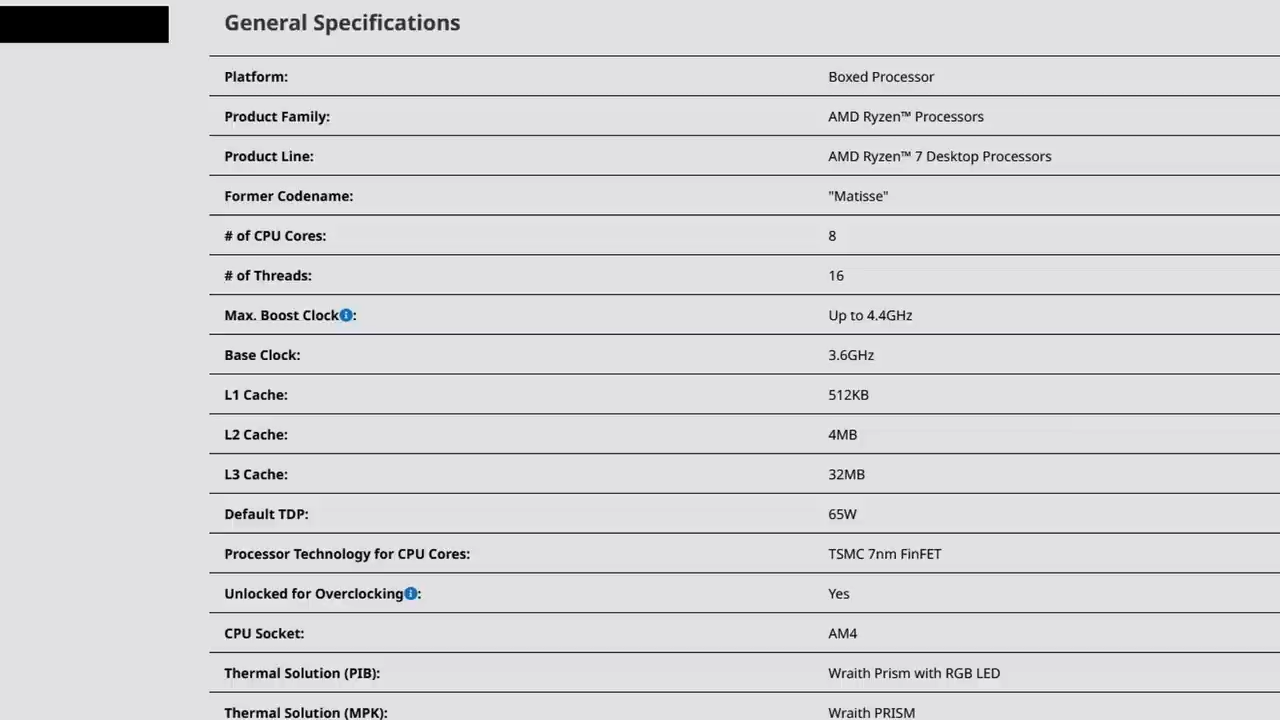 General Specifications
Platform: Boxed Processor
Product Family: AMD Ryzen™ Processors
Product Line: AMD Ryzen™ 7 Desktop Processors
Former Codename: "Matisse"
# of CPU Cores: 8
# of Threads: 16
Max. Boost Clock: Up to 4.4GHz
Base Clock: 3.6GHz
L1 Cache: 512KB
L2 Cache: 4MB
L3 Cache: 32MB
Default TDP: 65W
Processor Technology for CPU Cores: TSMC 7nm FinFET
Unlocked for Overclocking: Yes
CPU Socket: AM4
Thermal Solution (PIB): Wraith Prism with RGB LED
Thermal Solution (MPK): Wraith PRISM